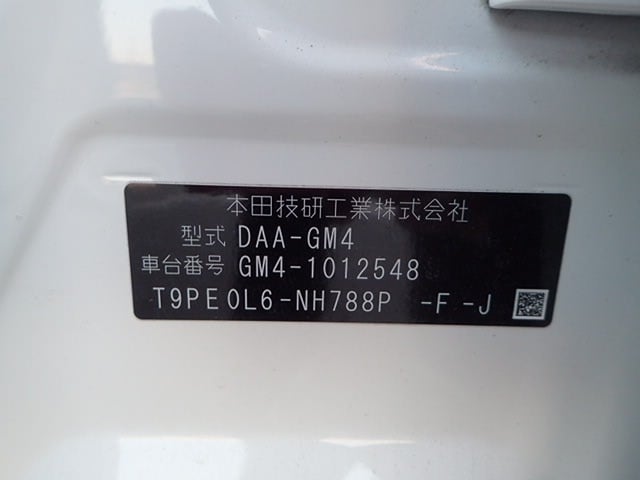 本田技研工業株式会社
型式 DAA-GM4
車台番号 GM4-1012548
T9PE0L6-NH788P -F-J